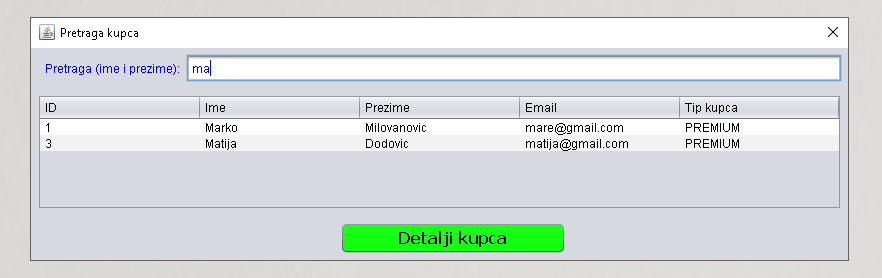 Pretraga kupca
Pretraga (ime i prezime): ma
ID Ime Prezime Email Tip kupca
1 Marko Milovanovic mare@gmail.com PREMIUM
3 Matija Dodovic matija@gmail.com PREMIUM
Detalji kupca